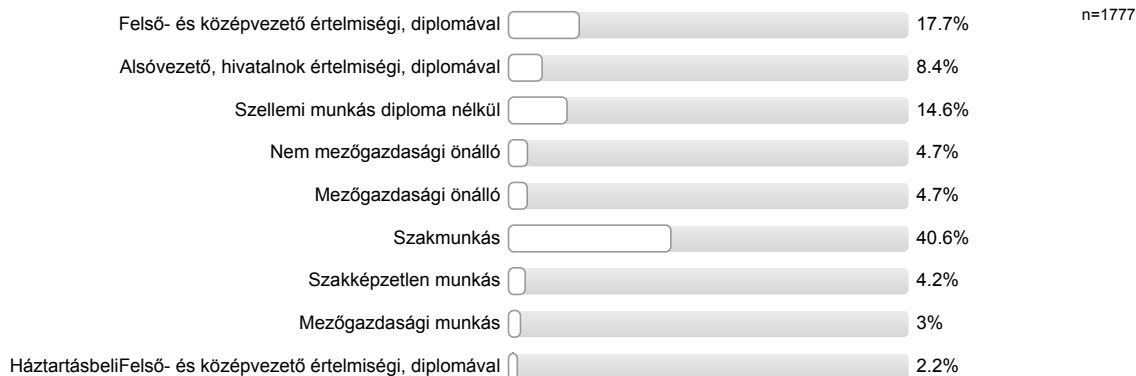 Felső- és középvezető értelmiségi, diplomával 17.7% n=1777
Alsóvezető, hivatalnok értelmiségi, diplomával 8.4%
Szellemi munkás diploma nélkül 14.6%
Nem mezőgazdasági önálló 4.7%
Mezőgazdasági önálló 4.7%
Szakmunkás 40.6%
Szakképzetlen munkás 4.2%
Mezőgazdasági munkás 3%
HáztartásbeliFelső- és középvezető értelmiségi, diplomával 2.2%